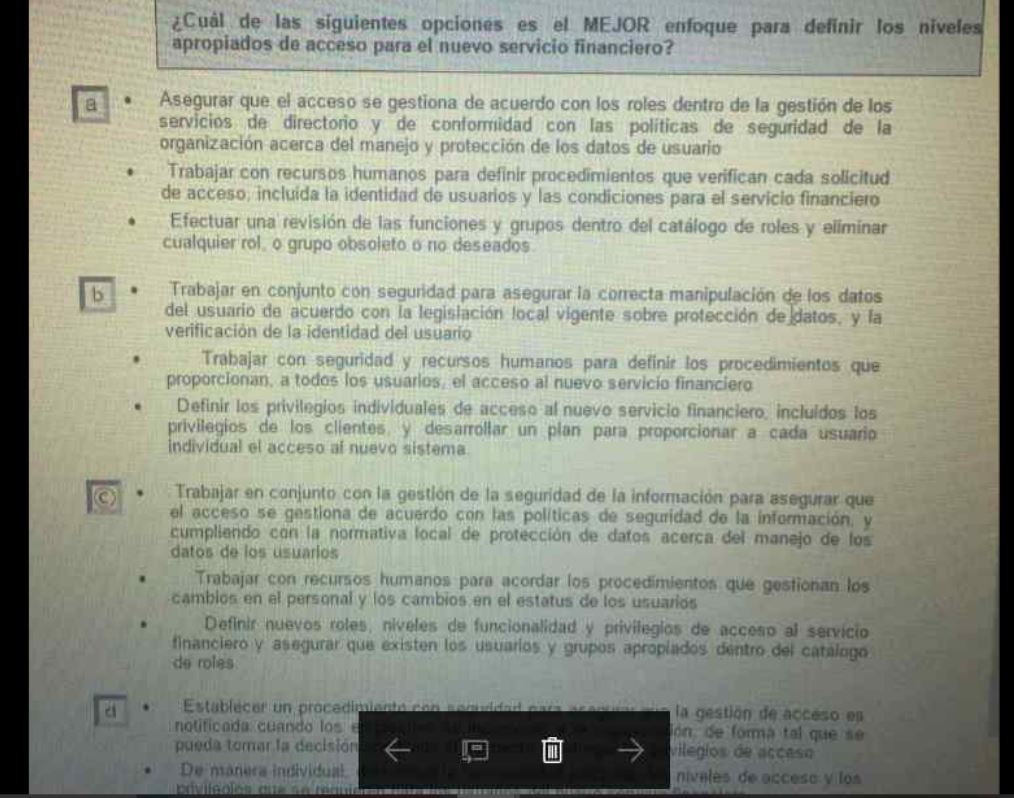 ¿Cuál de las siguientes opciones es el MEJOR enfoque para definir los niveles
apropiados de acceso para el nuevo servicio financiero?
a
• Asegurar que el acceso se gestiona de acuerdo con los roles dentro de la gestión de los
servicios de directorio y de conformidad con las políticas de seguridad de la
organización acerca del manejo y protección de los datos de usuario
• Trabajar con recursos humanos para definir procedimientos que verifican cada solicitud
de acceso, incluida la identidad de usuarios y las condiciones para el servicio financiero
• Efectuar una revisión de las funciones y grupos dentro del catálogo de roles y eliminar
cualquier rol, o grupo obsoleto o no deseados
b
• Trabajar en conjunto con seguridad para asegurar la correcta manipulación de los datos
del usuario de acuerdo con la legislación local vigente sobre protección de datos, y la
verificación de la identidad del usuario
• Trabajar con seguridad y recursos humanos para definir los procedimientos que
proporcionan, a todos los usuarios, el acceso al nuevo servicio financiero
• Definir los privilegios individuales de acceso al nuevo servicio financiero, incluidos los
privilegios de los clientes, y desarrollar un plan para proporcionar a cada usuario
individual el acceso al nuevo sistema
c
• Trabajar en conjunto con la gestión de la seguridad de la información para asegurar que
el acceso se gestiona de acuerdo con las políticas de seguridad de la información, y
cumpliendo con la normativa local de protección de datos acerca del manejo de los
datos de los usuarios
• Trabajar con recursos humanos para acordar los procedimientos que gestionan los
cambios en el personal y los cambios en el estatus de los usuarios
• Definir nuevos roles, niveles de funcionalidad y privilegios de acceso al servicio
financiero y asegurar que existen los usuarios y grupos apropiados dentro del catálogo
de roles
d
• Establecer un procedimiento con seguridad para asegurar que la gestión de acceso es
notificada cuando los de forma tal que se
pueda tomar la decisión privilegios de acceso
• De manera individual, niveles de acceso y los
privilegios que se requieren